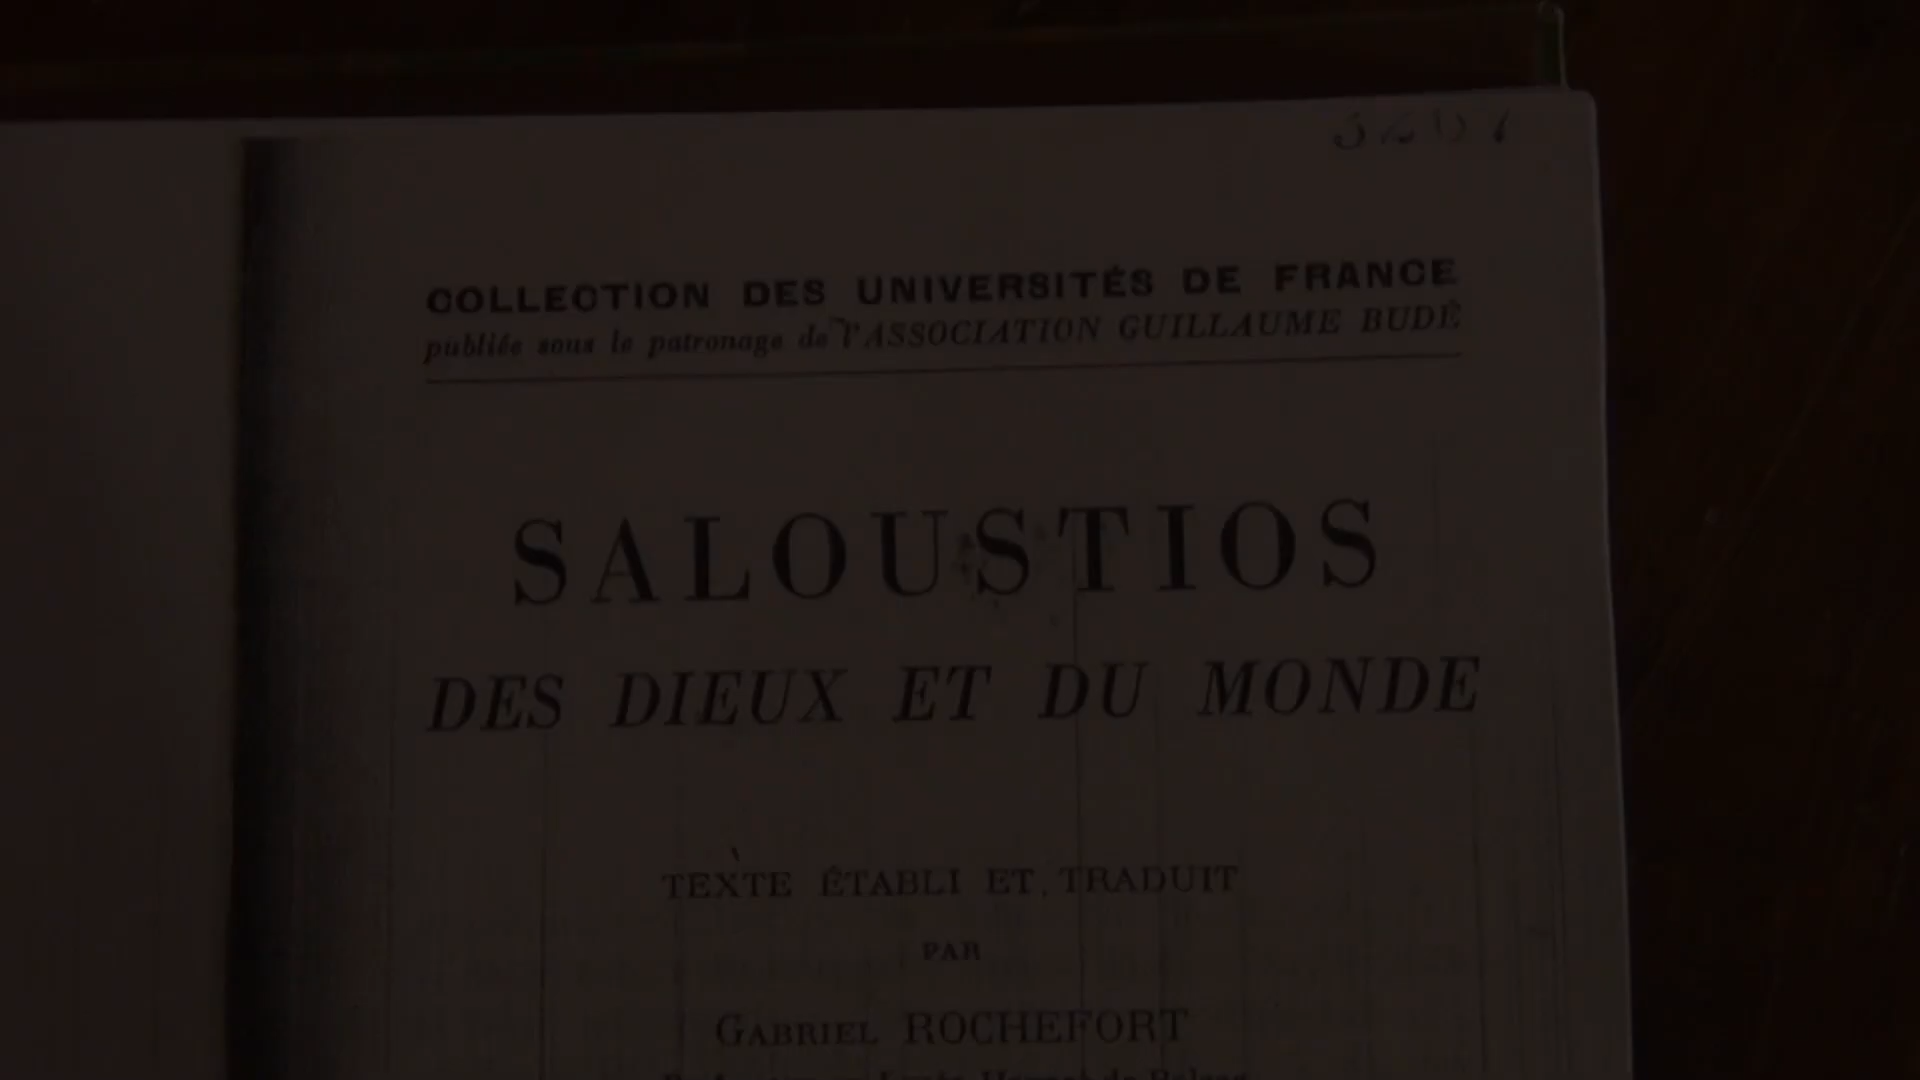 COLLECTION DES UNIVERSITÉS DE FRANCE
publiée sous le patronage de l'ASSOCIATION GUILLAUME BUDÉ
SALOUSTIOS
DES DIEUX ET DU MONDE
TEXTE ÉTABLI ET TRADUIT
PAR
GABRIEL ROCHEFORT